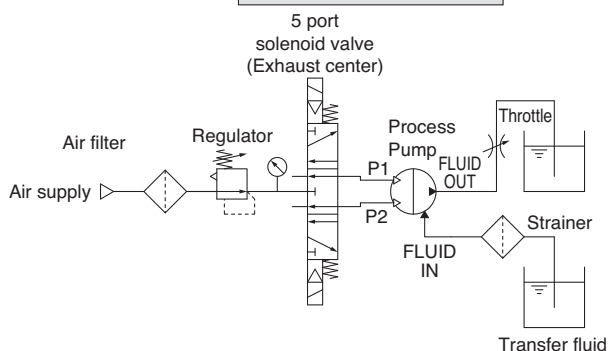 5 port
solenoid valve
(Exhaust center)
Air filter
Regulator
Process
Pump
Throttle
P1
FLUID
OUT
Air supply
P2
FLUID
IN
Strainer
Transfer fluid